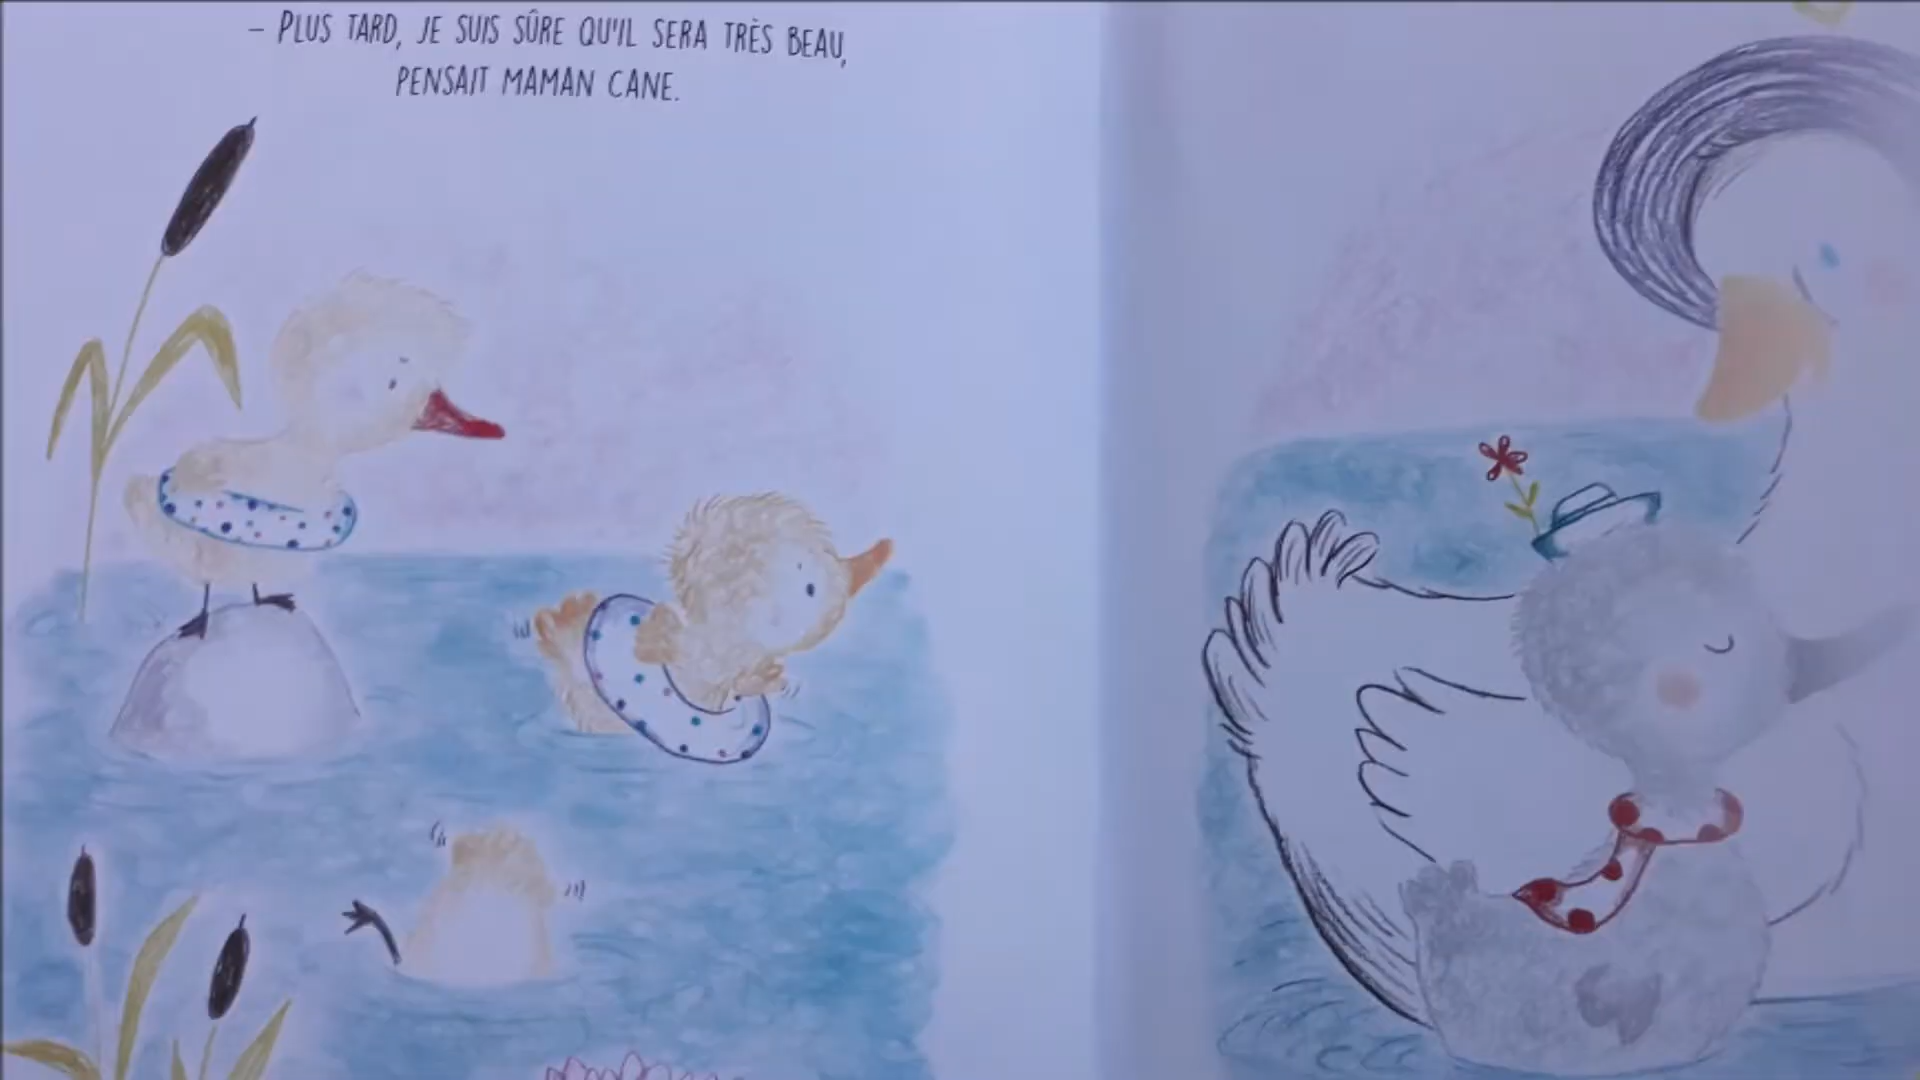 – PLUS TARD, JE SUIS SÛRE QU'IL SERA TRÈS BEAU,
PENSAIT MAMAN CANE.